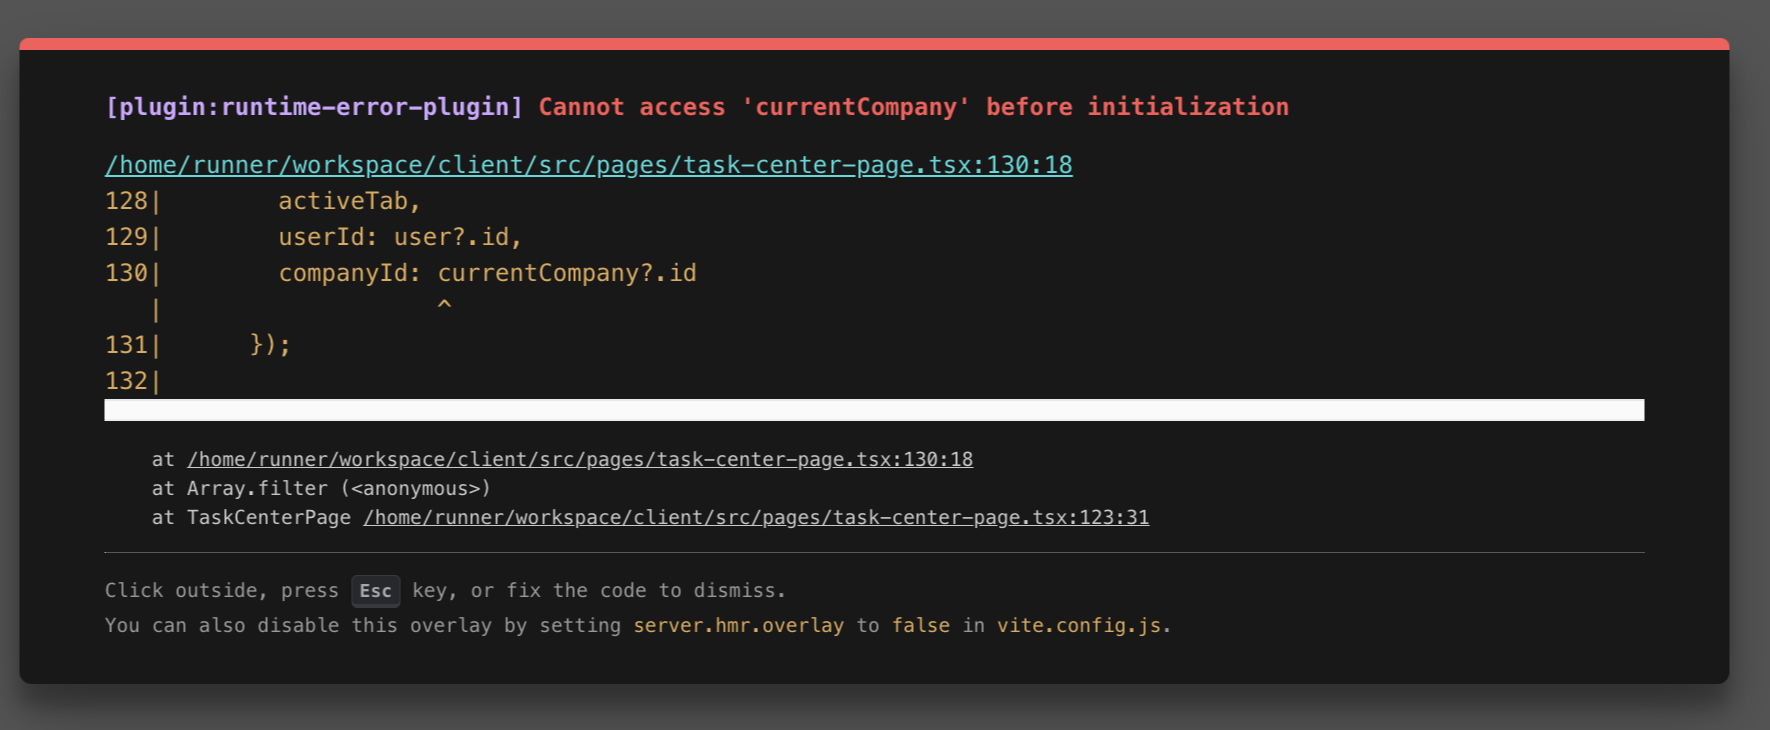 [plugin:runtime-error-plugin] Cannot access 'currentCompany' before initialization
/home/runner/workspace/client/src/pages/task-center-page.tsx:130:18
128|        activeTab,
129|        userId: user?.id,
130|        companyId: currentCompany?.id
   |                   ^
131|      });
132|
at /home/runner/workspace/client/src/pages/task-center-page.tsx:130:18
at Array.filter (<anonymous>)
at TaskCenterPage /home/runner/workspace/client/src/pages/task-center-page.tsx:123:31
Click outside, press Esc key, or fix the code to dismiss.
You can also disable this overlay by setting server.hmr.overlay to false in vite.config.js.